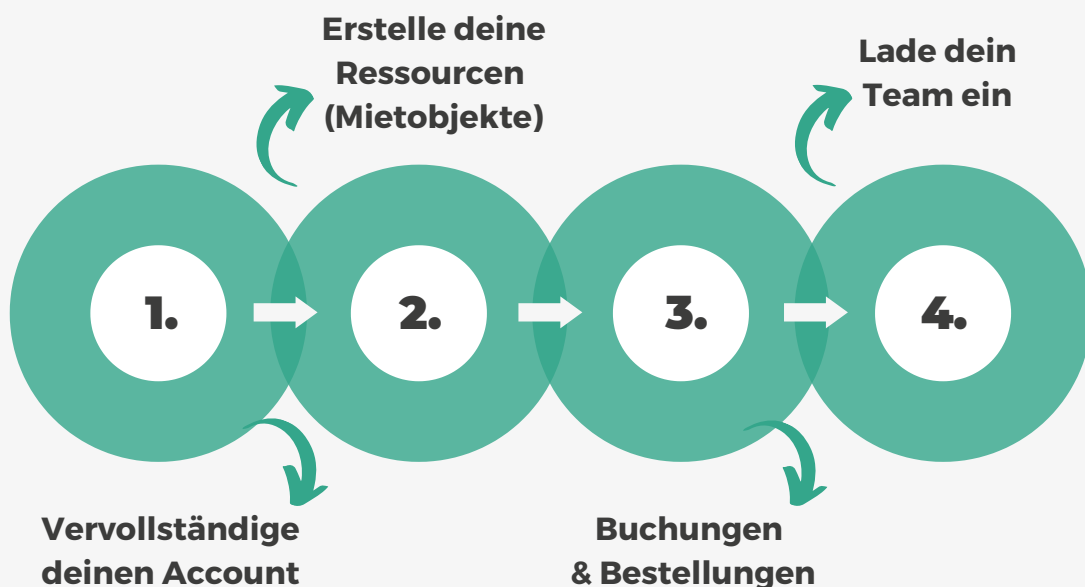 Erstelle deine
Ressourcen
(Mietobjekte)
Lade dein
Team ein
1.
2.
3.
4.
Vervollständige
deinen Account
Buchungen
& Bestellungen